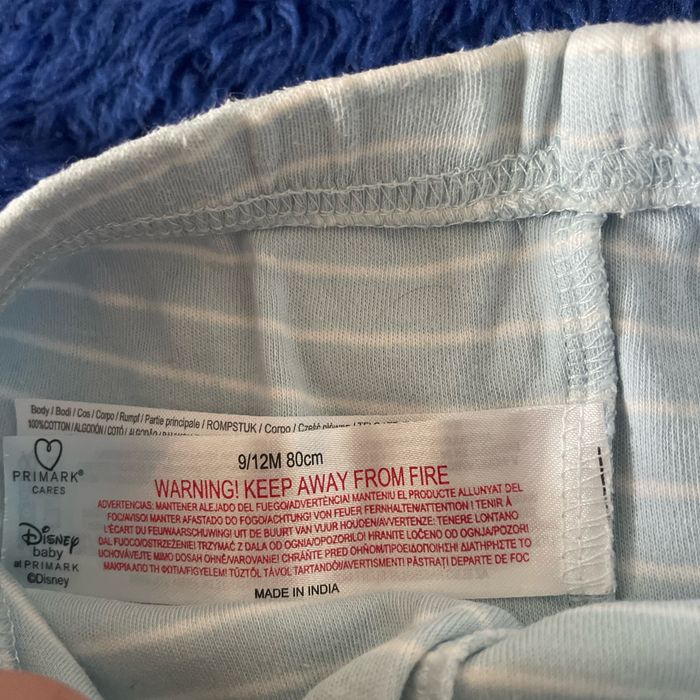 Body / Bodi / Cos / Corpo / Rumpf / Partie principale / ROMPSTUK / Corpo /
100%COTTON/ALGODÓN/COTÓ/ALGODÃO/
PRIMARK®
CARES
Disney
baby
at PRIMARK
©Disney
9/12M 80cm
WARNING! KEEP AWAY FROM FIRE
ADVERTENCIAS: MANTENER ALEJADO DEL FUEGO/ADVERTÈNCIA! MANTENIU EL PRODUCTE ALLUNYAT DEL
FOC/AVISO! MANTER AFASTADO DO FOGO/ACHTUNG! VON FEUER FERNHALTEN/ATTENTION ! TENIR À
L'ÉCART DU FEU/WAARSCHUWING! UIT DE BUURT VAN VUUR HOUDEN/AVVERTENZE: TENERE LONTANO
DAL FUOCO/OSTRZEŻENIE! TRZYMAĆ Z DALA OD OGNIA/OPOZORILO! HRANITE LOČENO OD OGNJA/POZOR!
UCHOVÁVEJTE MIMO DOSAH OHNĚ/VAROVANIE! CHRÁŇTE PRED OHŇOM/ΠΡΟΕΙΔΟΠΟΙΗΣΗ! ΔΙΑΤΗΡΗΣΤΕ ΤΟ
ΜΑΚΡΙΑ ΑΠΟ ΤΗ ΦΩΤΙΑ/FIGYELEM! TŰZTŐL TÁVOL TARTANDÓ!/AVERTISMENT! PĂSTRAȚI DEPARTE DE FOC
MADE IN INDIA